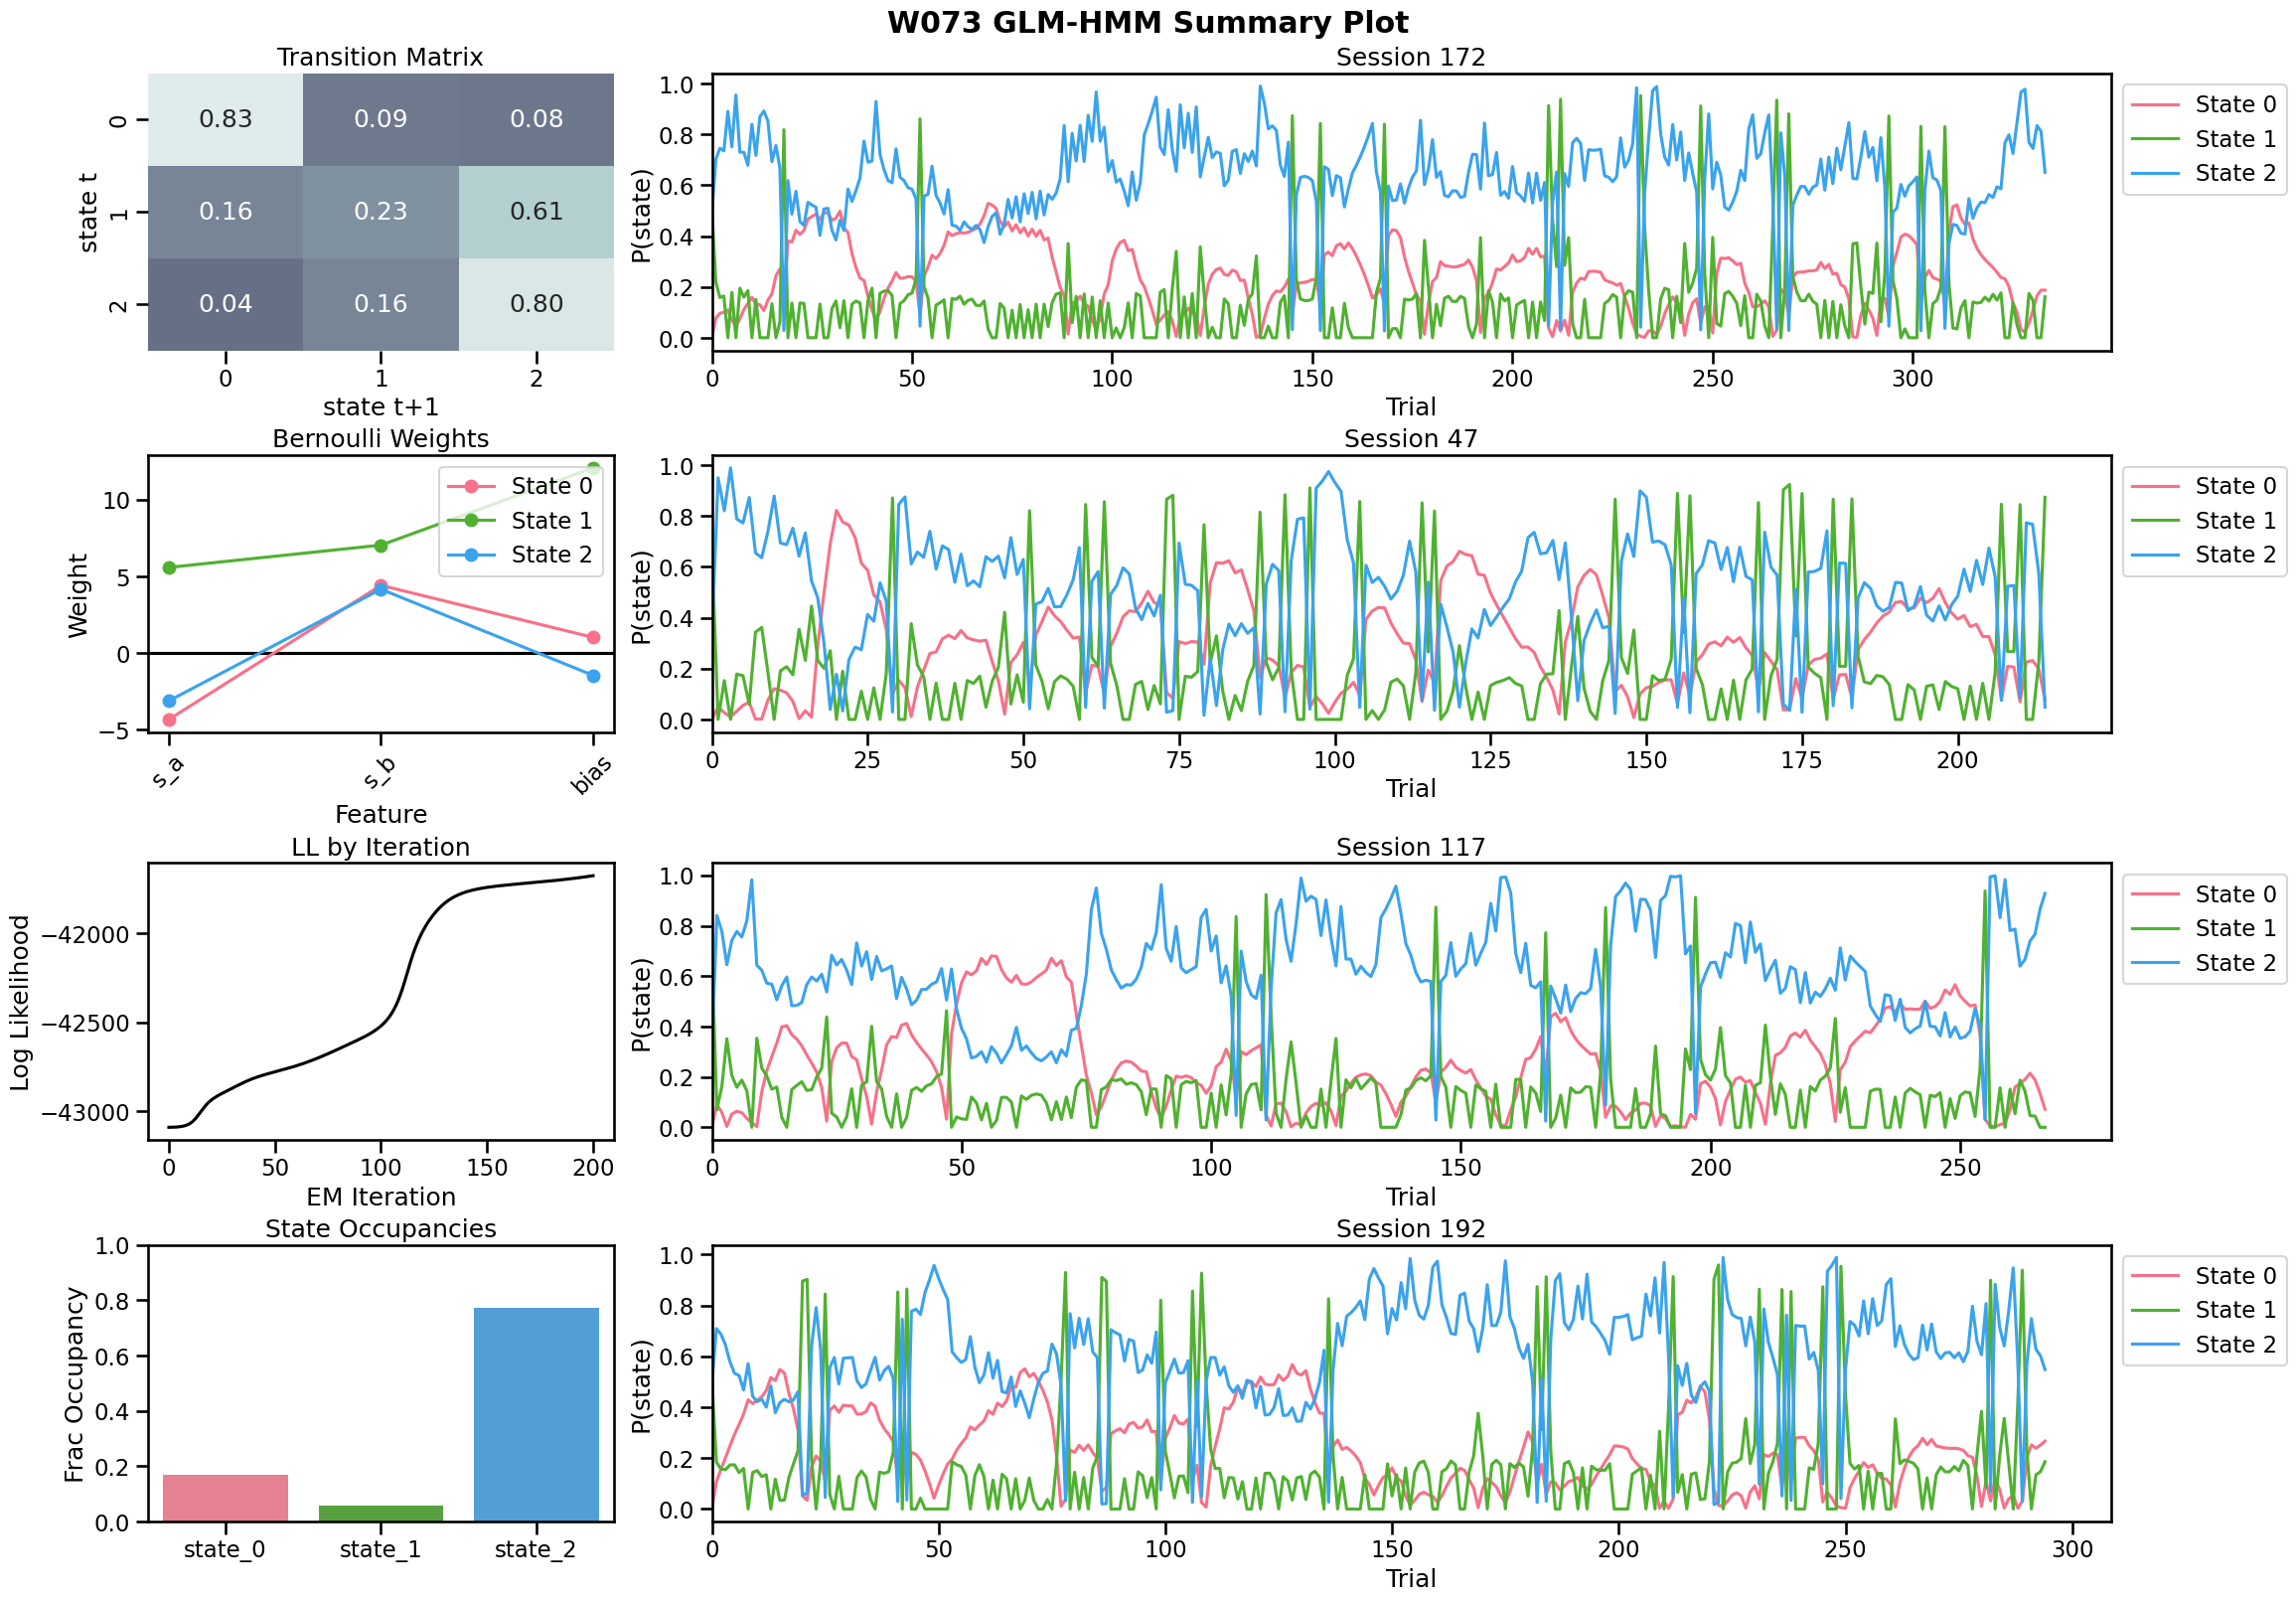 W073 GLM-HMM Summary Plot
Transition Matrix
0.83 0.09 0.08
0.16 0.23 0.61
0.04 0.16 0.80
0
1
2
state t
0 1 2
state t+1
Session 172
1.0
0.8
0.6
0.4
0.2
0.0
P(state)
0 50 100 150 200 250 300
Trial
State 0
State 1
State 2
Bernoulli Weights
10
5
0
−5
Weight
State 0
State 1
State 2
s_a s_b bias
Feature
Session 47
1.0
0.8
0.6
0.4
0.2
0.0
P(state)
0 25 50 75 100 125 150 175 200
Trial
State 0
State 1
State 2
LL by Iteration
−42000
−42500
−43000
Log Likelihood
0 50 100 150 200
EM Iteration
Session 117
1.0
0.8
0.6
0.4
0.2
0.0
P(state)
0 50 100 150 200 250
Trial
State 0
State 1
State 2
State Occupancies
1.0
0.8
0.6
0.4
0.2
0.0
Frac Occupancy
state_0 state_1 state_2
Session 192
1.0
0.8
0.6
0.4
0.2
0.0
P(state)
0 50 100 150 200 250 300
Trial
State 0
State 1
State 2